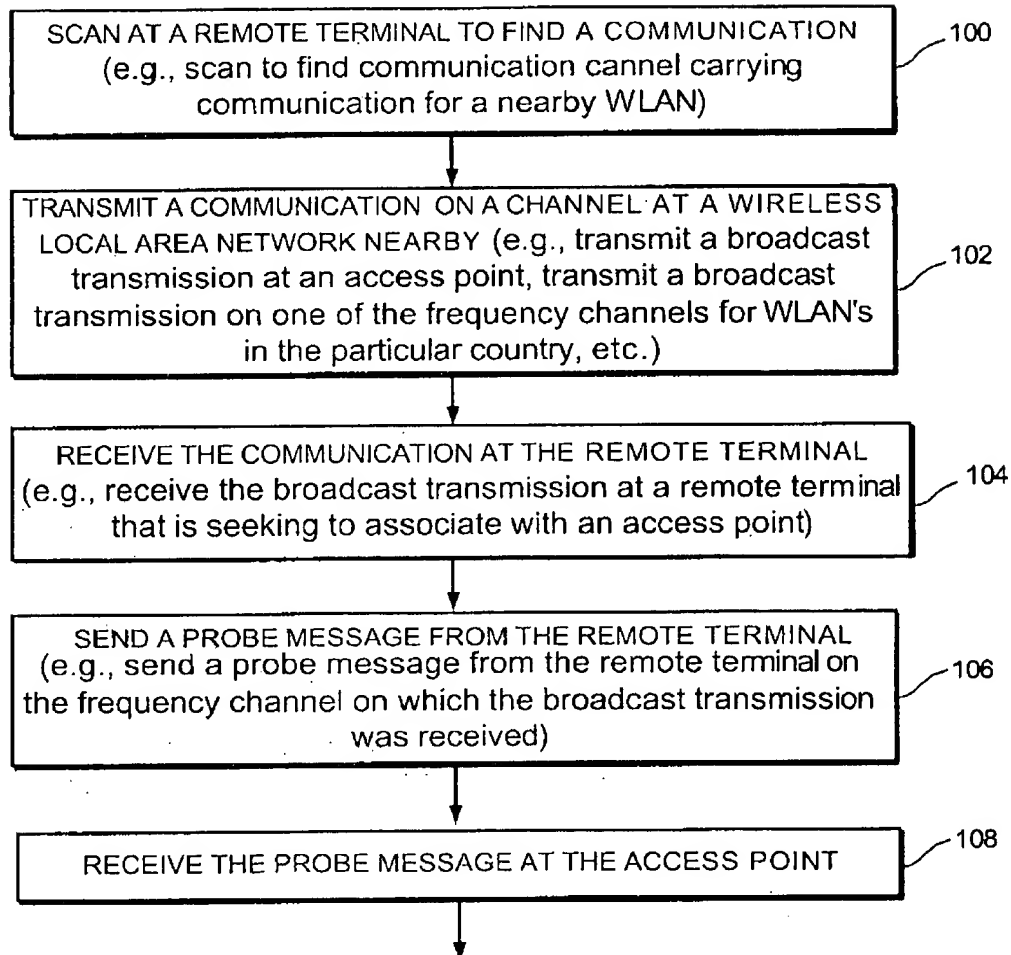 SCAN AT A REMOTE TERMINAL TO FIND A COMMUNICATION
(e.g., scan to find communication cannel carrying
communication for a nearby WLAN)
100
TRANSMIT A COMMUNICATION ON A CHANNEL AT A WIRELESS
LOCAL AREA NETWORK NEARBY (e.g., transmit a broadcast
transmission at an access point, transmit a broadcast
transmission on one of the frequency channels for WLAN's
in the particular country, etc.)
102
RECEIVE THE COMMUNICATION AT THE REMOTE TERMINAL
(e.g., receive the broadcast transmission at a remote terminal
that is seeking to associate with an access point)
104
SEND A PROBE MESSAGE FROM THE REMOTE TERMINAL
(e.g., send a probe message from the remote terminal on
the frequency channel on which the broadcast transmission
was received)
106
RECEIVE THE PROBE MESSAGE AT THE ACCESS POINT
108